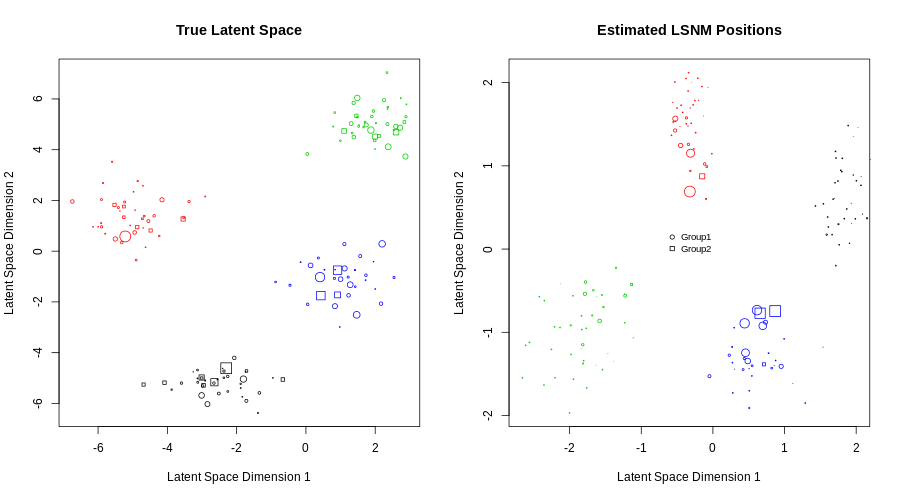 True Latent Space
Latent Space Dimension 2
6
4
2
0
-2
-4
-6
-6
-4
-2
0
2
Latent Space Dimension 1
Estimated LSNM Positions
Latent Space Dimension 2
2
1
0
-1
-2
Group1
Group2
-2
-1
0
1
2
Latent Space Dimension 1